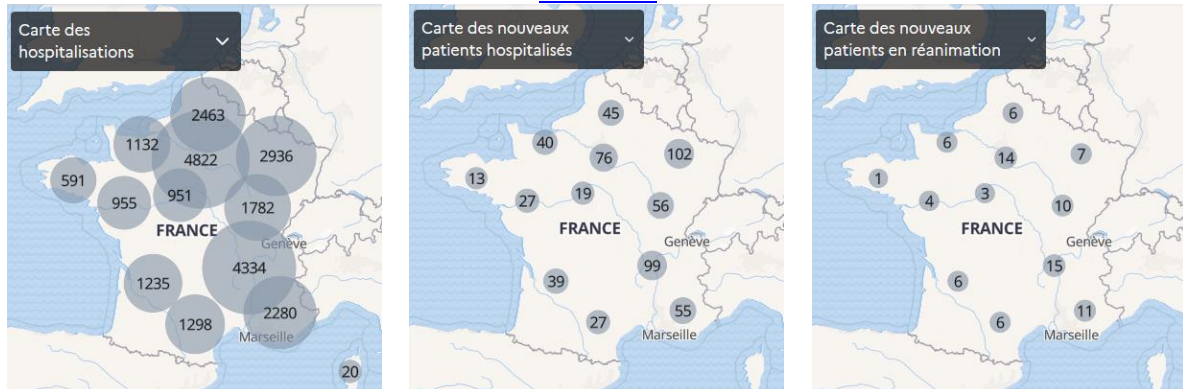 Carte des
hospitalisations
2463
1132
4822
2936
591
955
951
1782
FRANCE
Genève
4334
1235
2280
1298
Marseille
20
Carte des nouveaux
patients hospitalisés
45
40
76
102
13
27
19
56
FRANCE
Genève
99
39
55
27
Marseille
Carte des nouveaux
patients en réanimation
6
6
14
7
1
4
3
10
FRANCE
Genève
15
6
11
6
Marseille